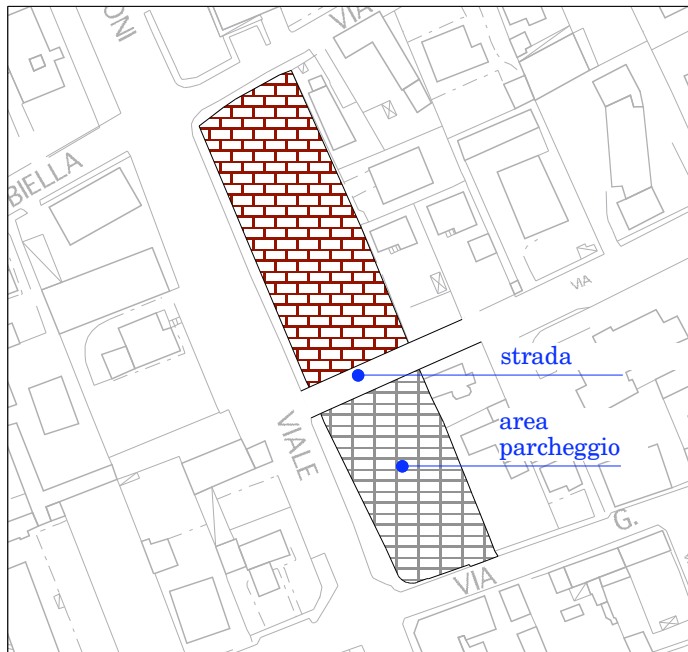 ONI
VIA
BIELLA
VIA
strada
area
parcheggio
VIALE
G.
VIA